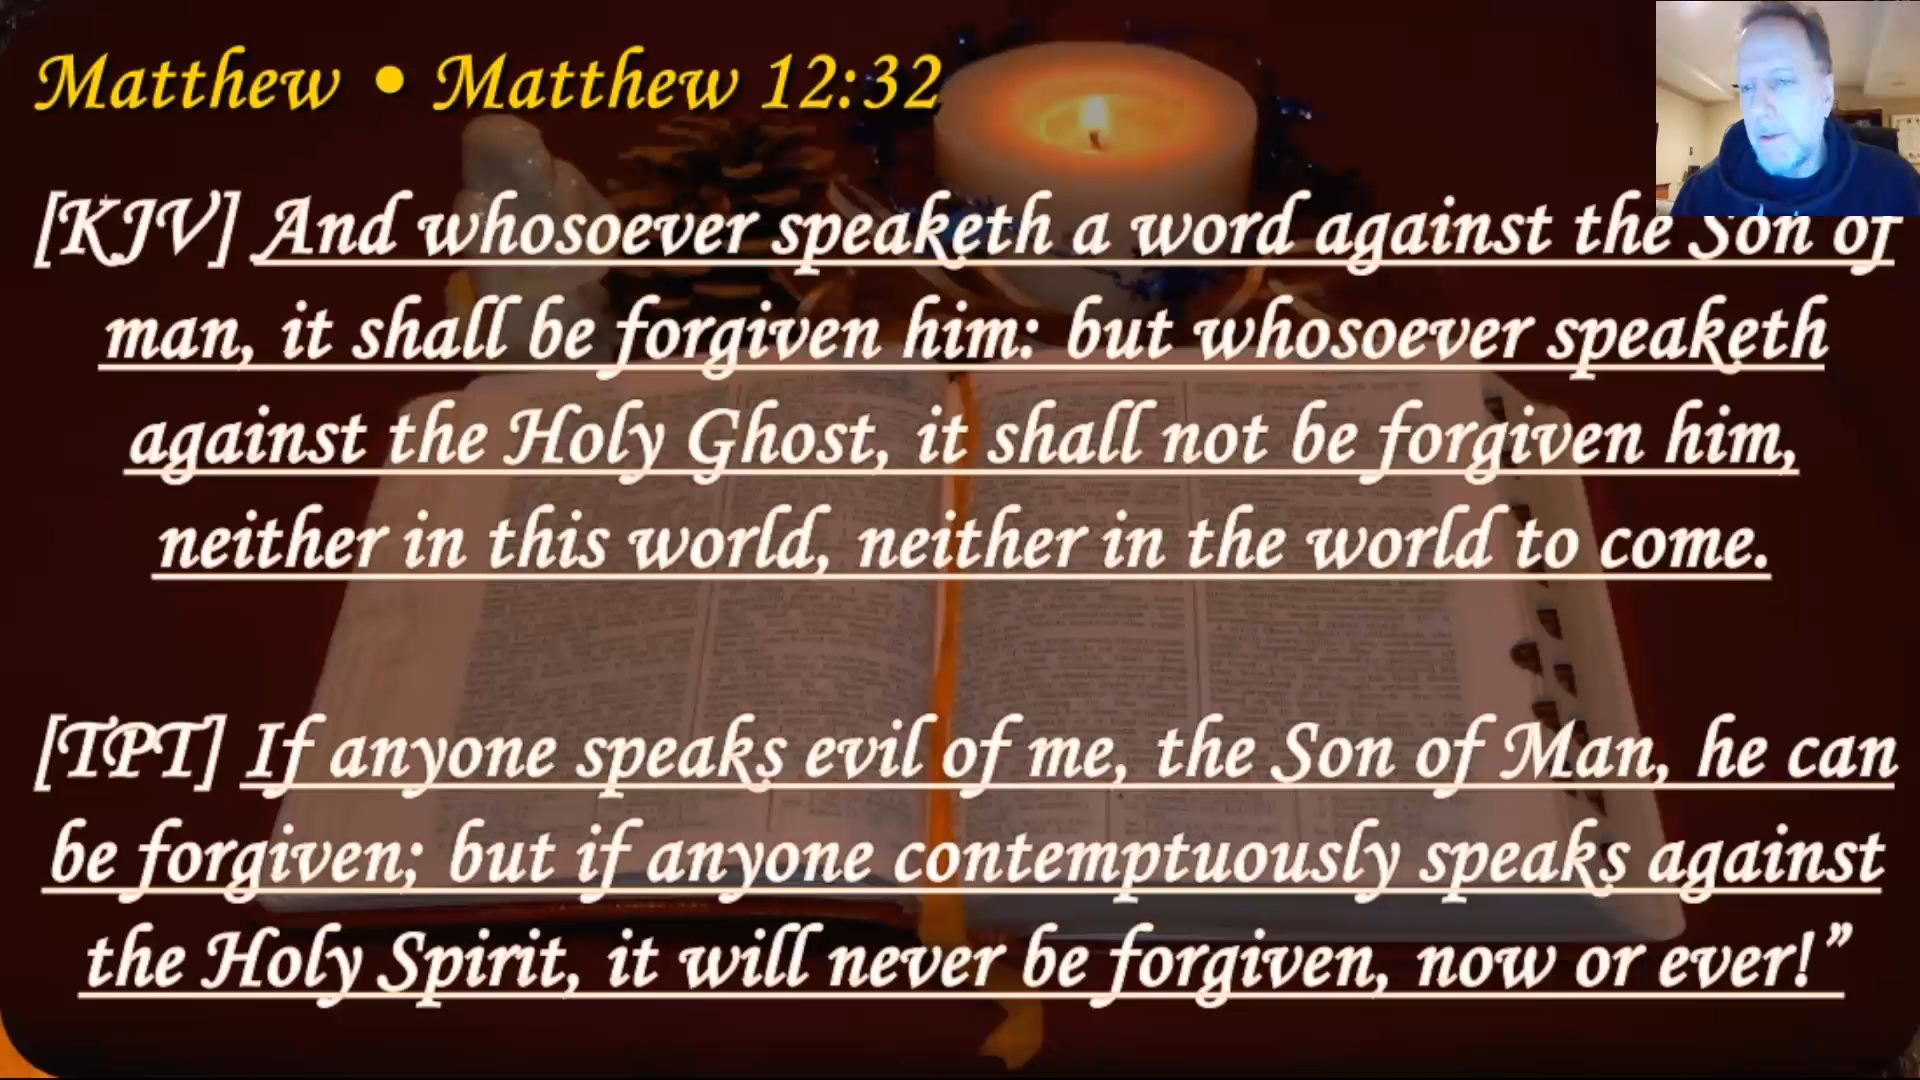 Matthew • Matthew 12:32
[KJV] And whosoever speaketh a word against the Son of
man, it shall be forgiven him: but whosoever speaketh
against the Holy Ghost, it shall not be forgiven him,
neither in this world, neither in the world to come.
[TPT] If anyone speaks evil of me, the Son of Man, he can
be forgiven; but if anyone contemptuously speaks against
the Holy Spirit, it will never be forgiven, now or ever!”